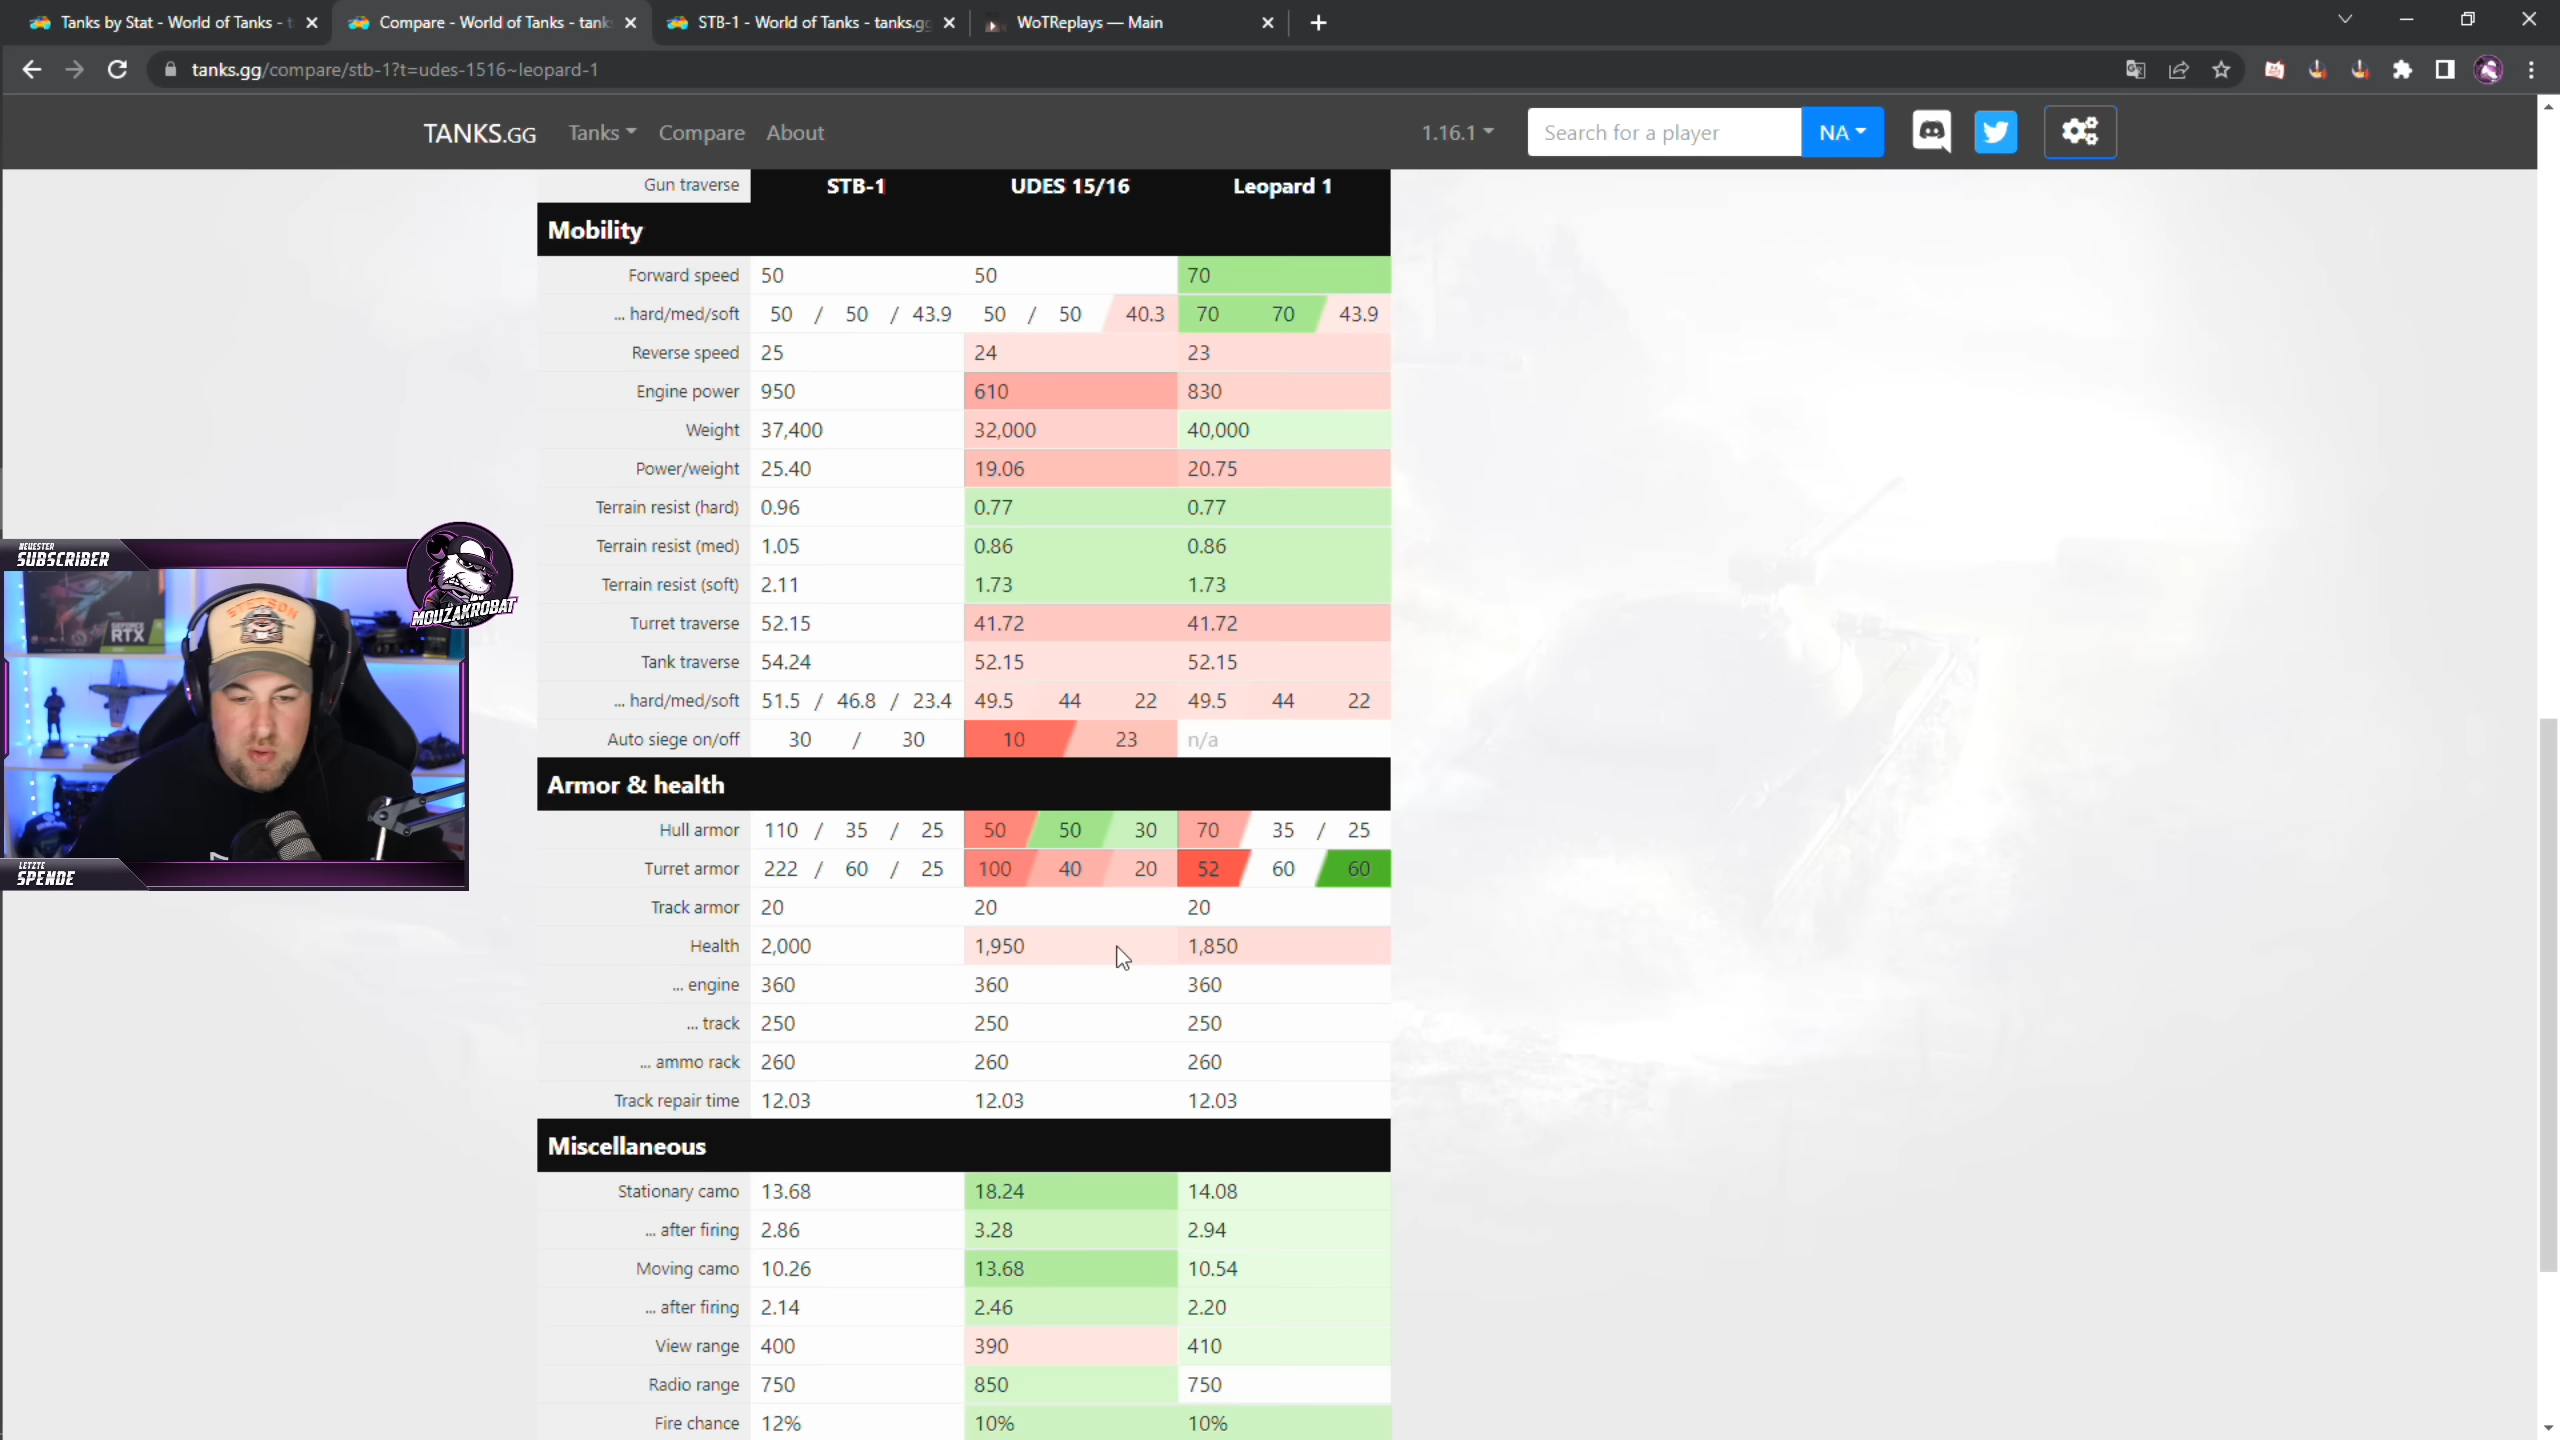 Tanks by Stat - World of Tanks - t
Compare - World of Tanks - tank
STB-1 - World of Tanks - tanks.gg
WoTReplays — Main
tanks.gg/compare/stb-1?t=udes-1516~leopard-1
TANKS.GG Tanks Compare About 1.16.1 Search for a player NA
Gun traverse STB-1 UDES 15/16 Leopard 1
Mobility
Forward speed 50 50 70
... hard/med/soft 50 / 50 / 43.9 50 / 50 40.3 70 70 43.9
Reverse speed 25 24 23
Engine power 950 610 830
Weight 37,400 32,000 40,000
Power/weight 25.40 19.06 20.75
Terrain resist (hard) 0.96 0.77 0.77
Terrain resist (med) 1.05 0.86 0.86
Terrain resist (soft) 2.11 1.73 1.73
Turret traverse 52.15 41.72 41.72
Tank traverse 54.24 52.15 52.15
... hard/med/soft 51.5 / 46.8 / 23.4 49.5 44 22 49.5 44 22
Auto siege on/off 30 / 30 10 23 n/a
Armor & health
Hull armor 110 / 35 / 25 50 50 30 70 35 / 25
Turret armor 222 / 60 / 25 100 40 20 52 60 60
Track armor 20 20 20
Health 2,000 1,950 1,850
... engine 360 360 360
... track 250 250 250
... ammo rack 260 260 260
Track repair time 12.03 12.03 12.03
Miscellaneous
Stationary camo 13.68 18.24 14.08
... after firing 2.86 3.28 2.94
Moving camo 10.26 13.68 10.54
... after firing 2.14 2.46 2.20
View range 400 390 410
Radio range 750 850 750
Fire chance 12% 10% 10%
NEUESTER
SUBSCRIBER
MOUZAKROBAT
GEFORCE
RTX
STETSON
LETZTE
SPENDE